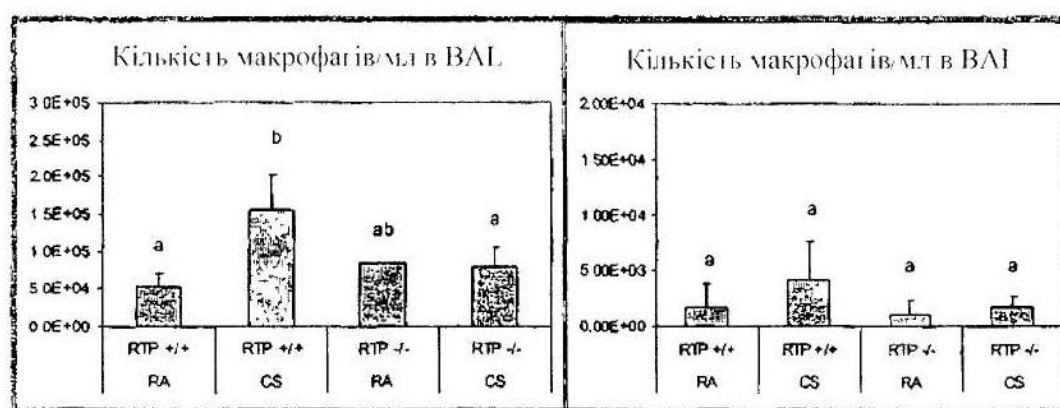 Кількість макрофагів/мл в BAL
3.0E+05
2.5E+05
2.0E+05
1.5E+05
1.0E+05
5.0E+04
0.0E+00
a
b
ab
a
RTP +/+
RTP +/+
RTP -/-
RTP -/-
RA
CS
RA
CS
Кількість макрофагів/мл в BAI
2.00E+04
1.50E+04
1.00E+04
5.00E+03
0.00E+00
a
a
a
a
RTP +/+
RTP +/+
RTP -/-
RTP -/-
RA
CS
RA
CS